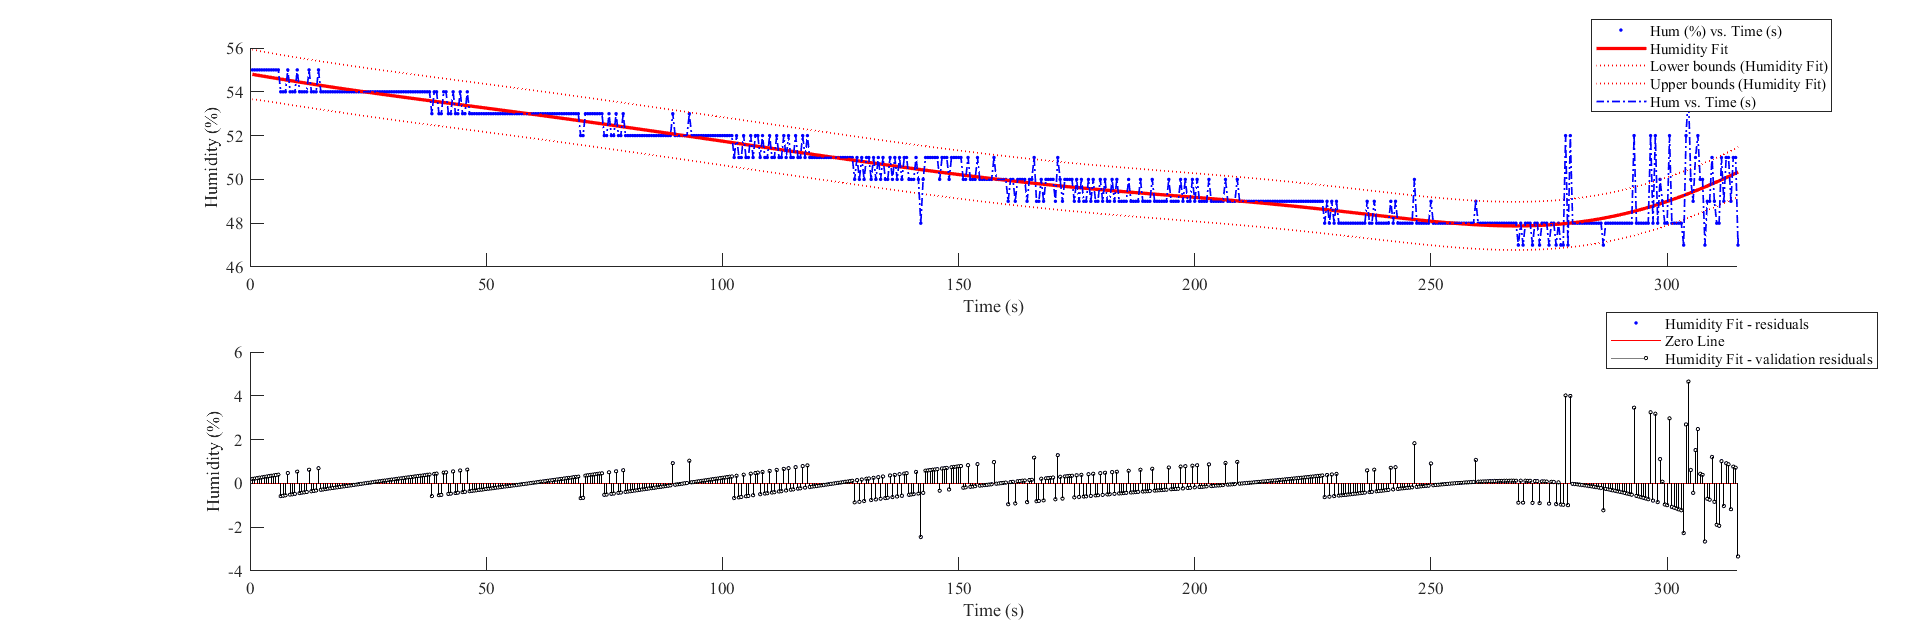 Hum (%) vs. Time (s)
Humidity Fit
Lower bounds (Humidity Fit)
Upper bounds (Humidity Fit)
Hum vs. Time (s)
Humidity (%)
56
54
52
50
48
46
0 50 100 150 200 250 300
Time (s)
Humidity Fit - residuals
Zero Line
Humidity Fit - validation residuals
Humidity (%)
6
4
2
0
-2
-4
0 50 100 150 200 250 300
Time (s)